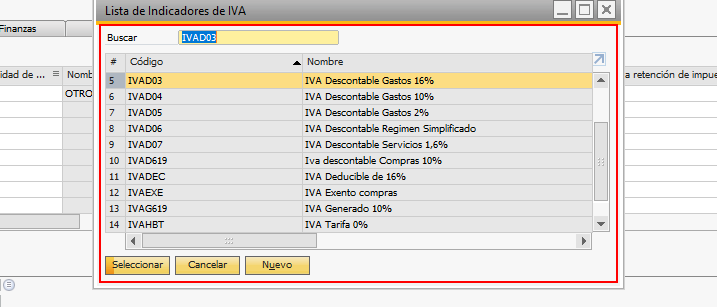 Lista de Indicadores de IVA
Finanzas
Buscar IVAD03
# Código Nombre
5 IVAD03 IVA Descontable Gastos 16%
6 IVAD04 IVA Descontable Gastos 10%
7 IVAD05 IVA Descontable Gastos 2%
8 IVAD06 IVA Descontable Regimen Simplificado
9 IVAD07 IVA Descontable Servicios 1,6%
10 IVAD619 Iva descontable Compras 10%
11 IVADEC IVA Deducible de 16%
12 IVAEXE IVA Exento compras
13 IVAG619 IVA Generado 10%
14 IVAHBT IVA Tarifa 0%
Seleccionar Cancelar Nuevo
idad de ... Nomb
OTRO
a retención de impue